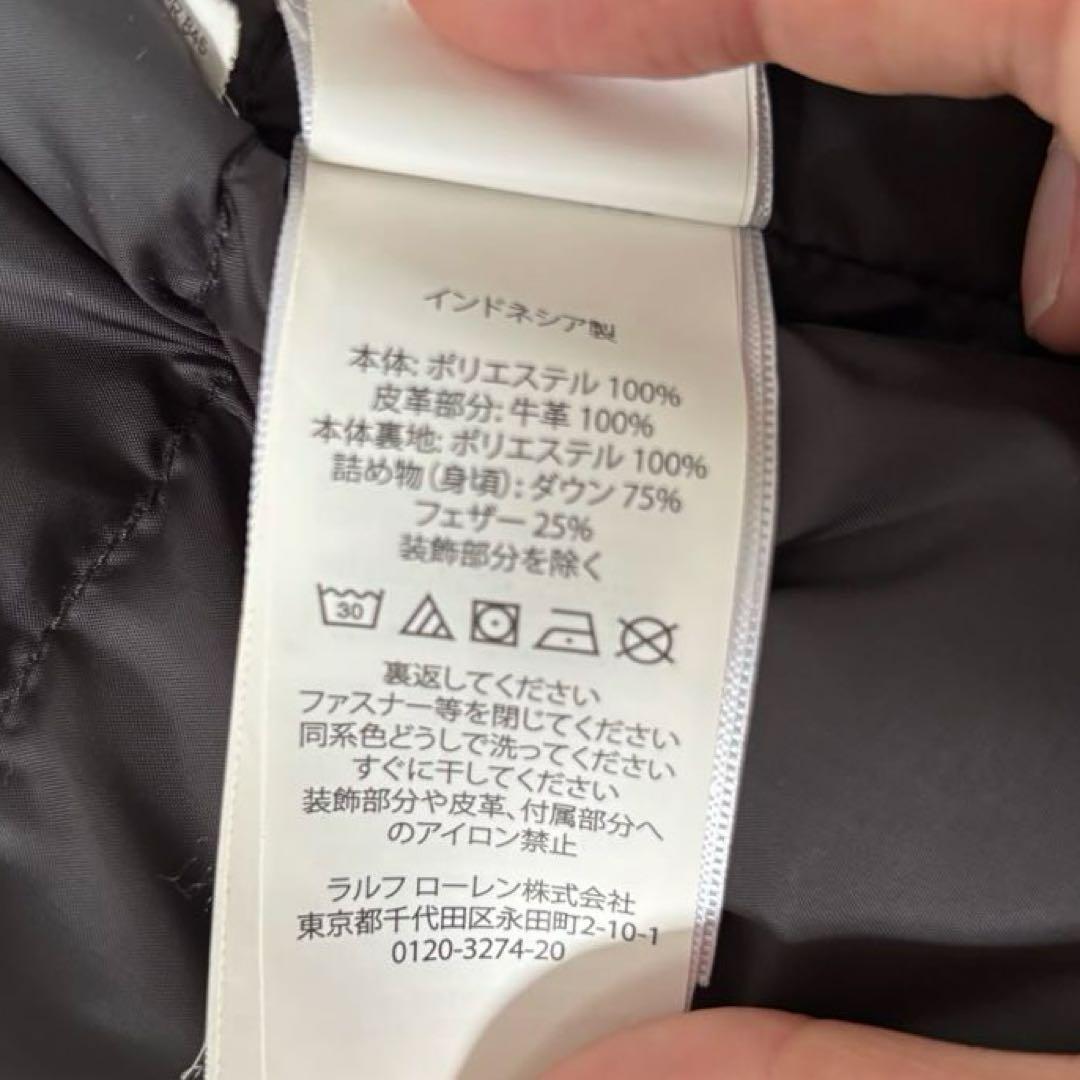 インドネシア製
本体: ポリエステル 100%
皮革部分: 牛革 100%
本体裏地: ポリエステル 100%
詰め物 (身頃) : ダウン 75%
フェザー 25%
装飾部分を除く
30
裏返してください
ファスナー等を閉じてください
同系色どうしで洗ってください
すぐに干してください
装飾部分や皮革、付属部分へ
のアイロン禁止
ラルフ ローレン株式会社
東京都千代田区永田町2-10-1
0120-3274-20